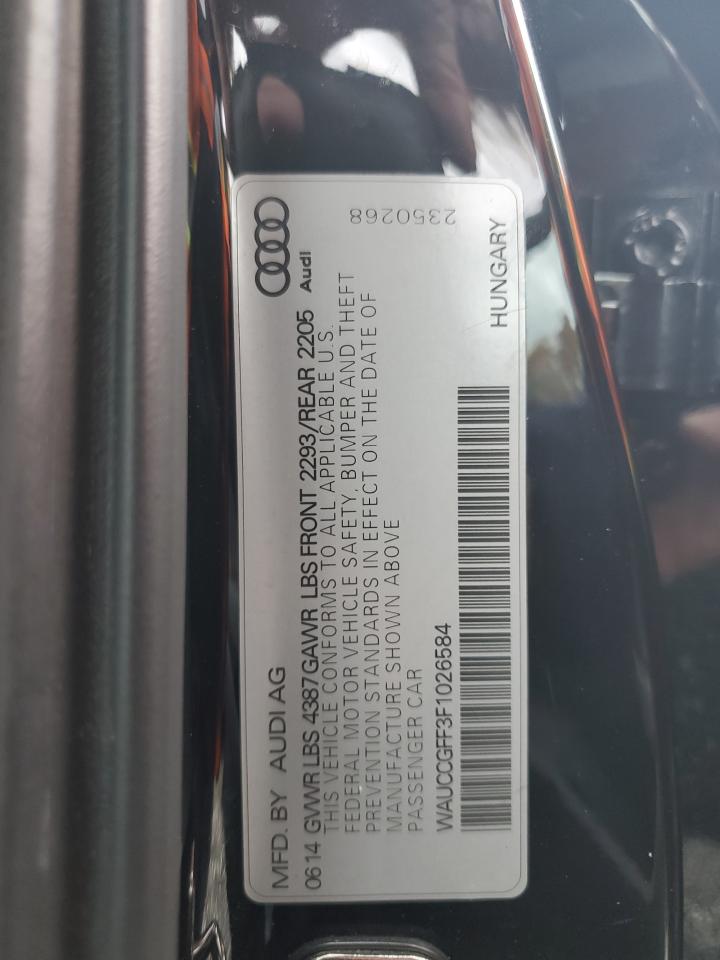 MFD. BY AUDI AG
Audi
0614 GVWR LBS 4387 GAWR LBS FRONT 2293/REAR 2205
THIS VEHICLE CONFORMS TO ALL APPLICABLE U.S.
FEDERAL MOTOR VEHICLE SAFETY, BUMPER AND THEFT
PREVENTION STANDARDS IN EFFECT ON THE DATE OF
MANUFACTURE SHOWN ABOVE
PASSENGER CAR
WAUCCGFF3F1026584
HUNGARY
2350268